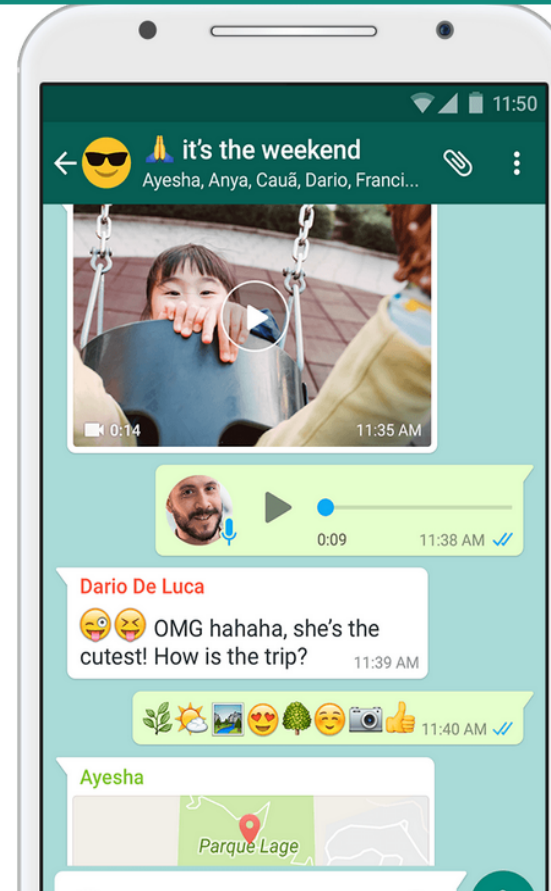 11:50
🙏 it's the weekend
Ayesha, Anya, Cauã, Dario, Franci...
0:14 11:35 AM
0:09 11:38 AM
Dario De Luca
😜😝 OMG hahaha, she's the
cutest! How is the trip? 11:39 AM
🌿🌤️🏞️😍🌳☺️📷👍 11:40 AM
Ayesha
Parque Lage